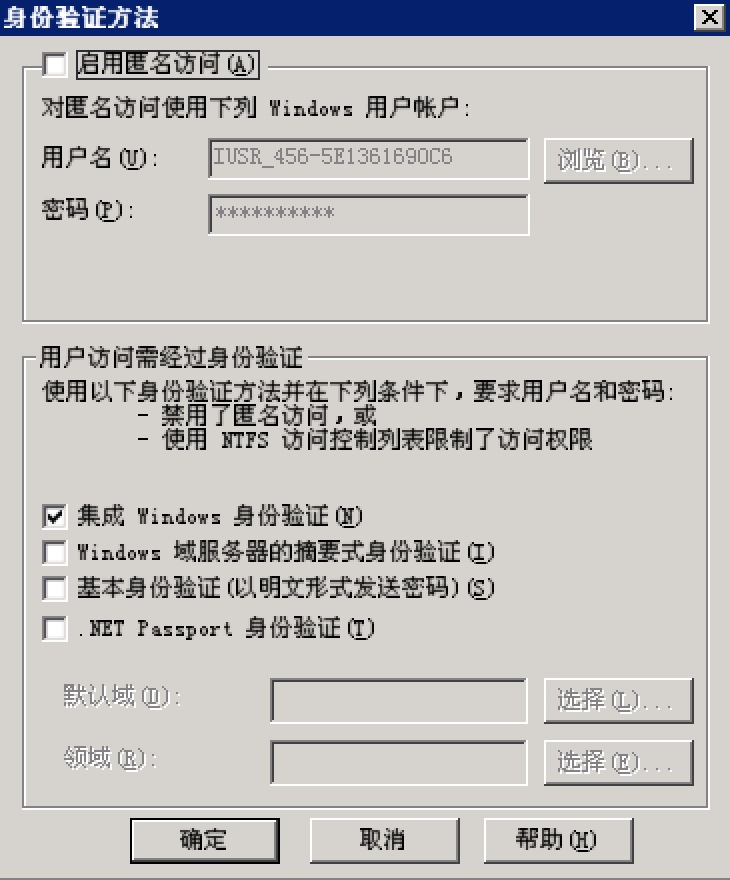 身份验证方法
启用匿名访问(A)
对匿名访问使用下列 Windows 用户帐户:
用户名(U): IUSR_456-5E1361690C6 浏览(B)...
密码(P): **********
用户访问需经过身份验证
使用以下身份验证方法并在下列条件下，要求用户名和密码:
- 禁用了匿名访问，或
- 使用 NTFS 访问控制列表限制了访问权限
集成 Windows 身份验证(N)
Windows 域服务器的摘要式身份验证(I)
基本身份验证(以明文形式发送密码)(S)
.NET Passport 身份验证(T)
默认域(D): 选择(L)...
领域(R): 选择(E)...
确定 取消 帮助(H)